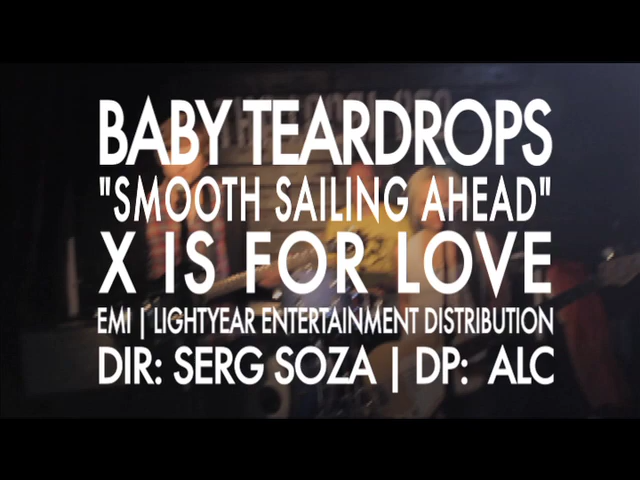 BABY TEARDROPS
"SMOOTH SAILING AHEAD"
X IS FOR LOVE
EMI | LIGHTYEAR ENTERTAINMENT DISTRIBUTION
DIR: SERG SOZA | DP: ALC